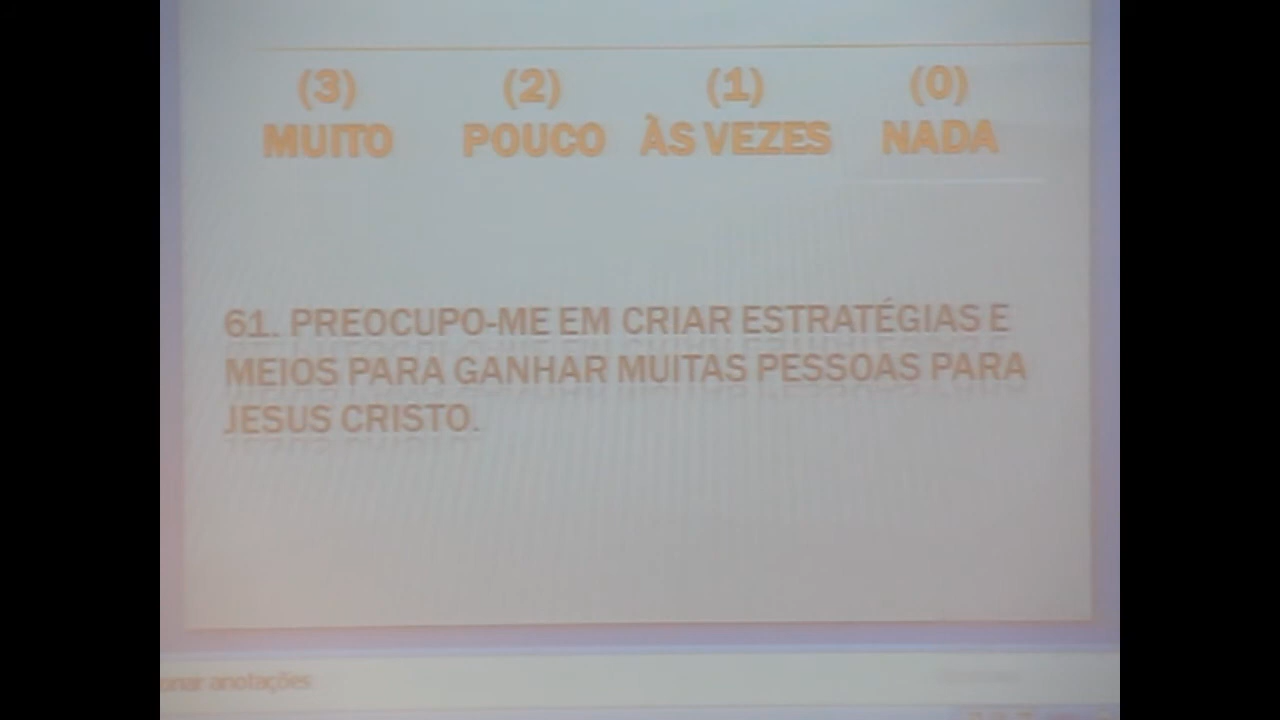 (3) (2) (1) (0)
MUITO POUCO ÀS VEZES NADA
61. PREOCUPO-ME EM CRIAR ESTRATÉGIAS E
MEIOS PARA GANHAR MUITAS PESSOAS PARA
JESUS CRISTO.
anotações